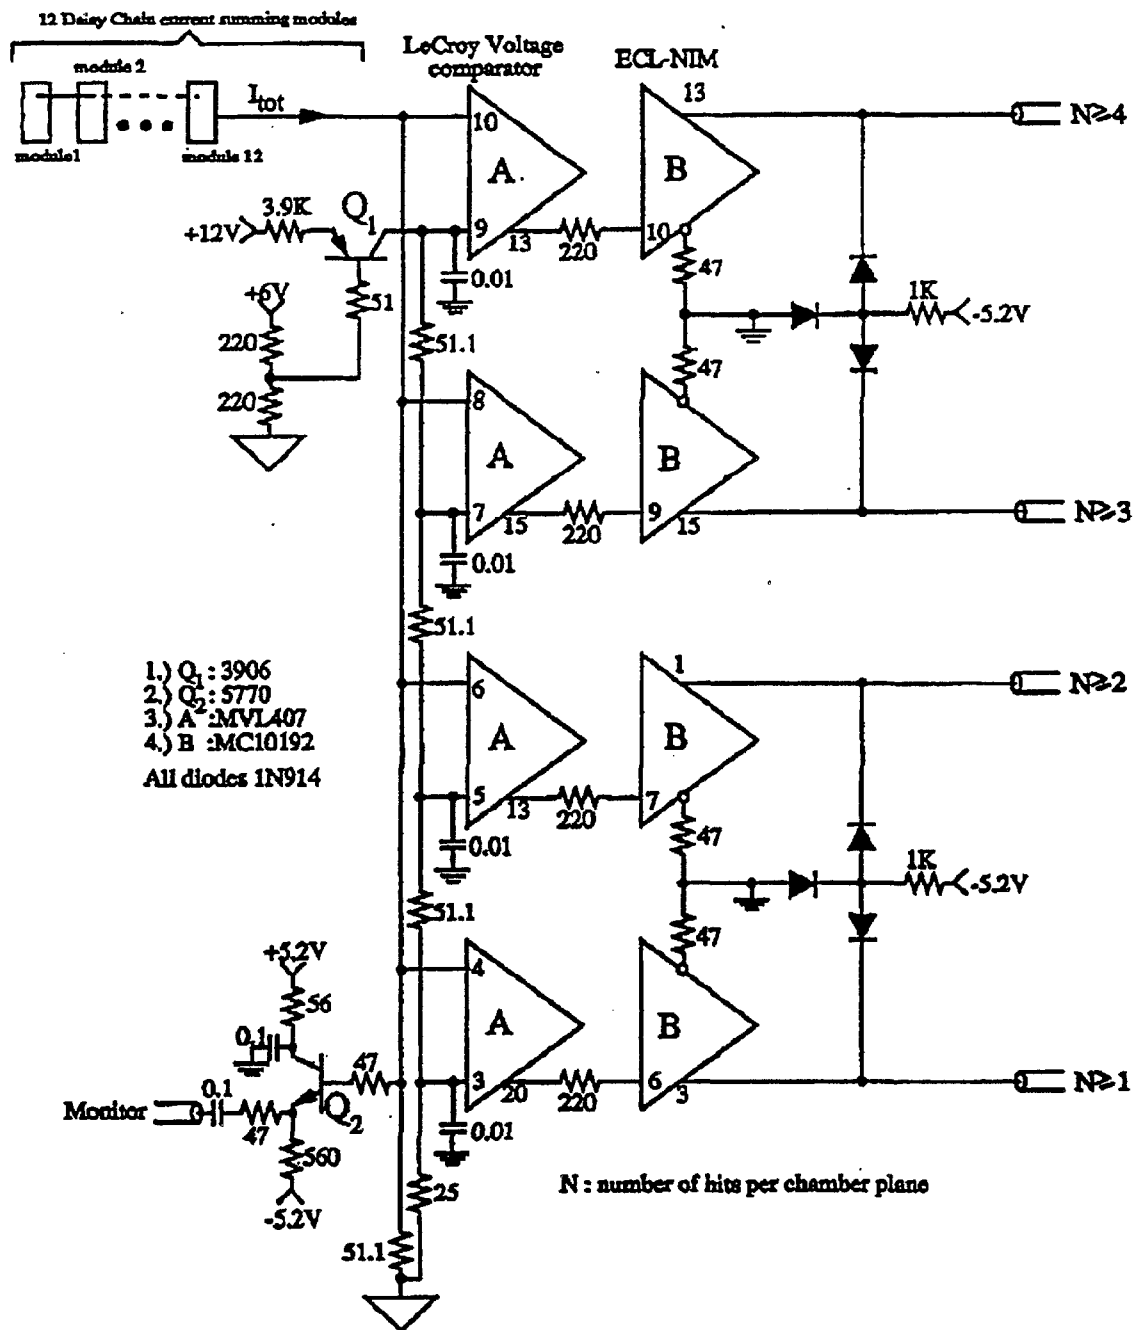 12 Daisy Chain current summing modules
module 2
module1
module 12
I_tot
LeCroy Voltage
comparator
ECL-NIM
10
A
9
13
13
B
10
N≥4
+12V
3.9K
Q1
220
47
0.01
+6V
51
220
220
51.1
1K
-5.2V
47
8
A
7
15
B
9
15
220
N≥3
0.01
51.1
1.) Q1 : 3906
2.) Q2 : 5770
3.) A :MVL407
4.) B :MC10192
All diodes 1N914
6
A
5
13
1
B
7
N≥2
220
47
0.01
1K
-5.2V
51.1
47
+5.2V
56
0.1
4
A
3
20
B
6
3
220
N≥1
47
0.1
Monitor
47
Q2
0.01
560
-5.2V
25
51.1
N : number of hits per chamber plane